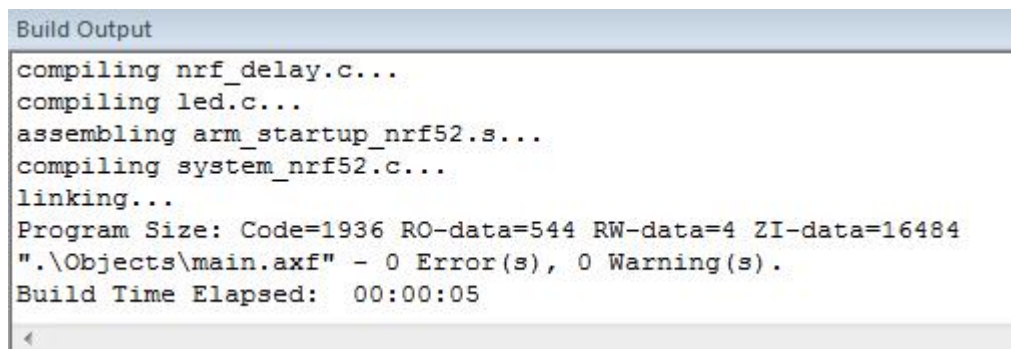 Build Output
compiling nrf_delay.c...
compiling led.c...
assembling arm_startup_nrf52.s...
compiling system_nrf52.c...
linking...
Program Size: Code=1936 RO-data=544 RW-data=4 ZI-data=16484
".\Objects\main.axf" - 0 Error(s), 0 Warning(s).
Build Time Elapsed:  00:00:05